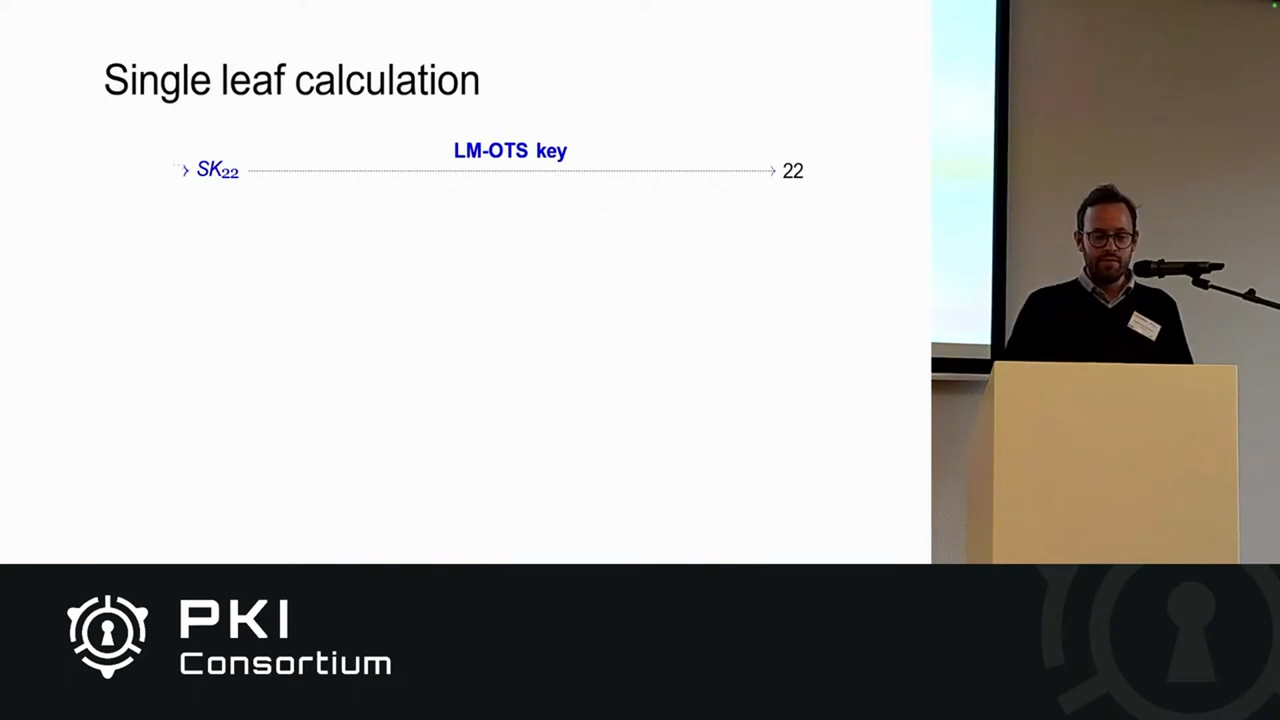 Single leaf calculation
LM-OTS key
SK₂₂
22
PKI
Consortium